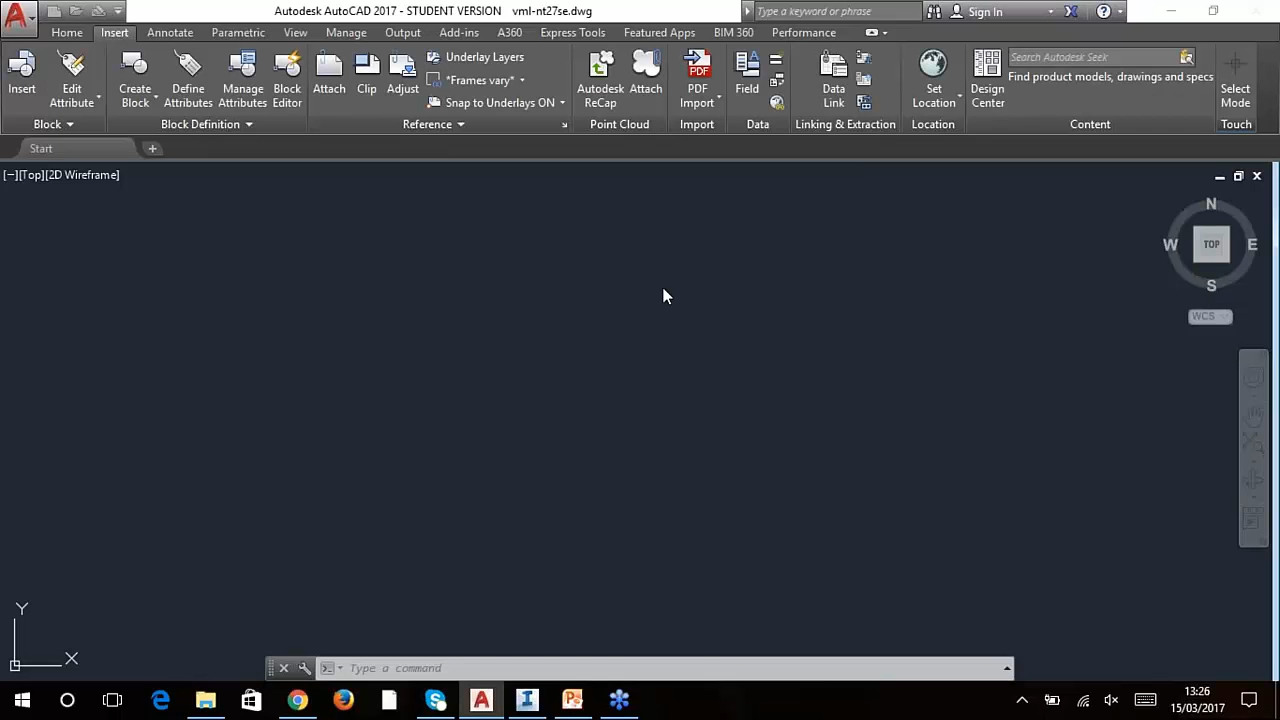 Autodesk AutoCAD 2017 - STUDENT VERSION vml-nt27se.dwg
Type a keyword or phrase
Sign In
Home Insert Annotate Parametric View Manage Output Add-ins A360 Express Tools Featured Apps BIM 360 Performance
Insert
Edit
Attribute
Block
Create
Block
Define
Attributes
Manage
Attributes
Block
Editor
Block Definition
Attach
Clip
Adjust
Underlay Layers
*Frames vary*
Snap to Underlays ON
Reference
Autodesk
ReCap
Attach
Point Cloud
PDF
PDF
Import
Import
Field
Data
Data
Link
Linking & Extraction
Set
Location
Location
Design
Center
Search Autodesk Seek
Find product models, drawings and specs
Content
Select
Mode
Touch
Start
[−][Top][2D Wireframe]
N
W TOP E
S
WCS
Y
X
Type a command
13:26
15/03/2017